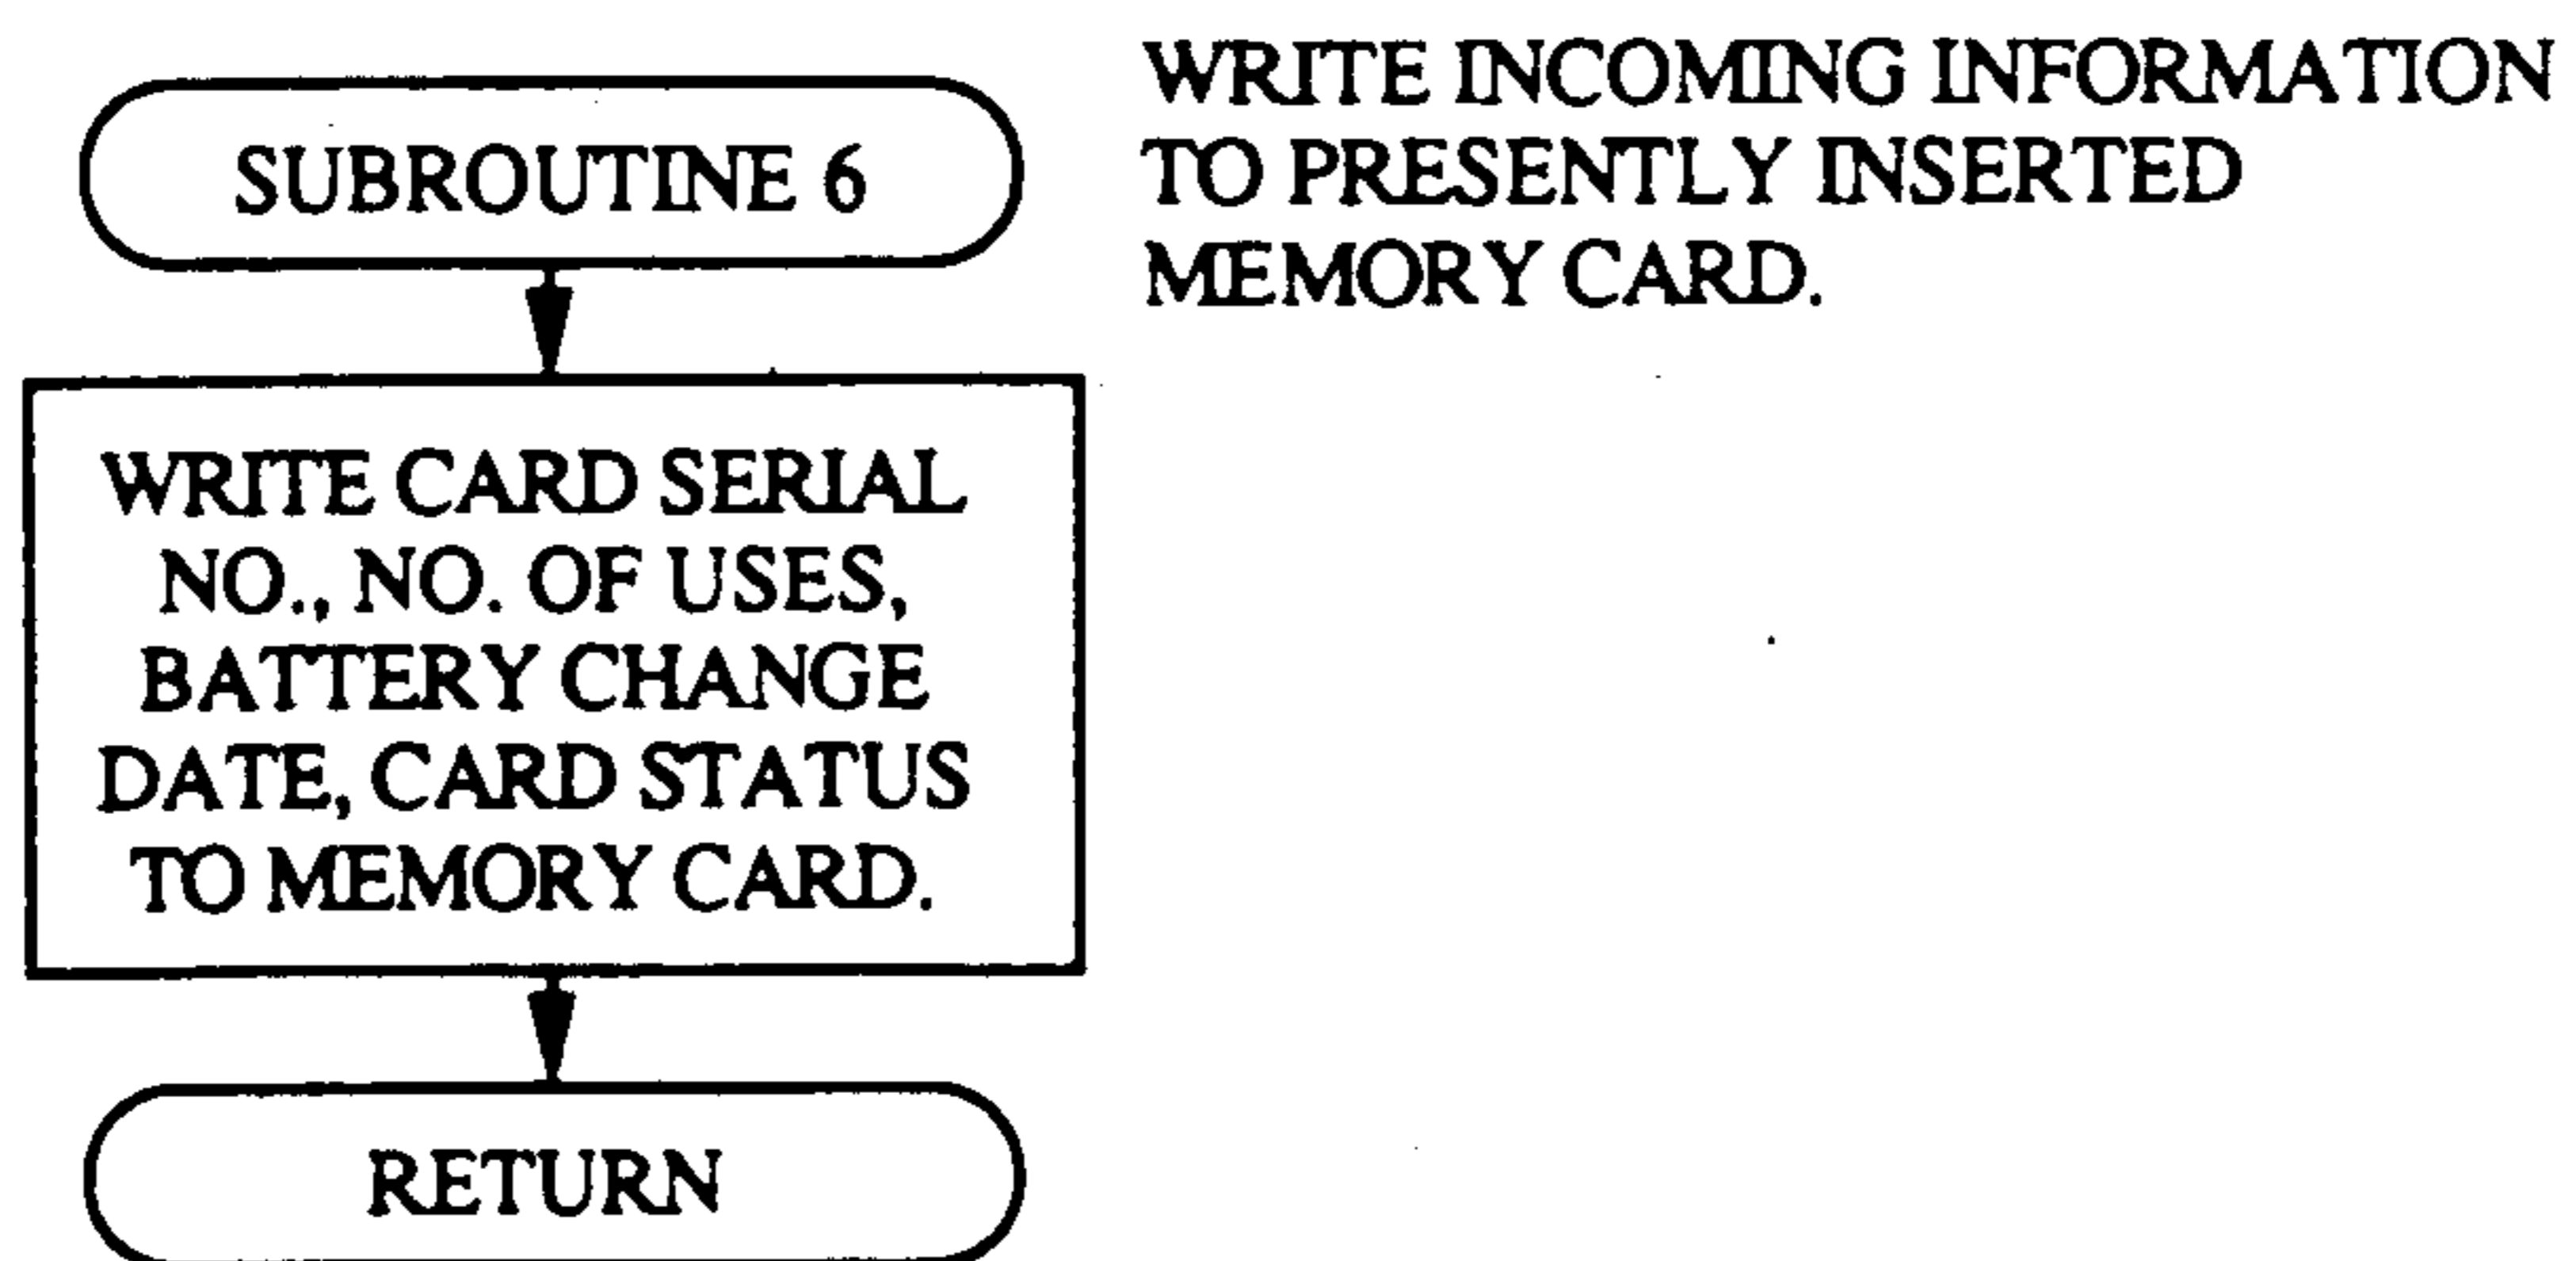 SUBROUTINE 6
WRITE INCOMING INFORMATION
TO PRESENTLY INSERTED
MEMORY CARD.
WRITE CARD SERIAL
NO., NO. OF USES,
BATTERY CHANGE
DATE, CARD STATUS
TO MEMORY CARD.
RETURN